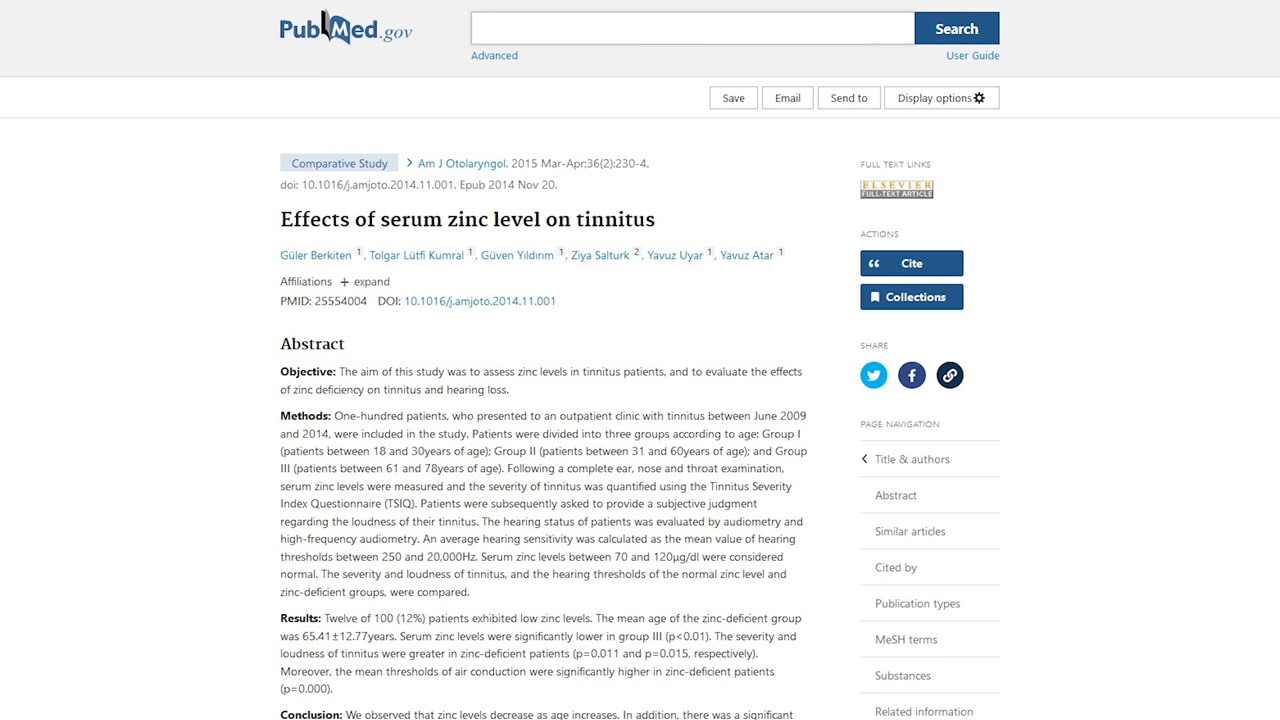 PubMed.gov
Search
Advanced
User Guide
Save
Email
Send to
Display options
Comparative Study
Am J Otolaryngol. 2015 Mar-Apr;36(2):230-4.
doi: 10.1016/j.amjoto.2014.11.001. Epub 2014 Nov 20.
Effects of serum zinc level on tinnitus
Güler Berkiten 1, Tolgar Lütfi Kumral 1, Güven Yıldırım 1, Ziya Salturk 2, Yavuz Uyar 1, Yavuz Atar 1
Affiliations + expand
PMID: 25554004 DOI: 10.1016/j.amjoto.2014.11.001
Abstract
Objective: The aim of this study was to assess zinc levels in tinnitus patients, and to evaluate the effects
of zinc deficiency on tinnitus and hearing loss.
Methods: One-hundred patients, who presented to an outpatient clinic with tinnitus between June 2009
and 2014, were included in the study. Patients were divided into three groups according to age: Group I
(patients between 18 and 30years of age); Group II (patients between 31 and 60years of age); and Group
III (patients between 61 and 78years of age). Following a complete ear, nose and throat examination,
serum zinc levels were measured and the severity of tinnitus was quantified using the Tinnitus Severity
Index Questionnaire (TSIQ). Patients were subsequently asked to provide a subjective judgment
regarding the loudness of their tinnitus. The hearing status of patients was evaluated by audiometry and
high-frequency audiometry. An average hearing sensitivity was calculated as the mean value of hearing
thresholds between 250 and 20,000Hz. Serum zinc levels between 70 and 120μg/dl were considered
normal. The severity and loudness of tinnitus, and the hearing thresholds of the normal zinc level and
zinc-deficient groups, were compared.
Results: Twelve of 100 (12%) patients exhibited low zinc levels. The mean age of the zinc-deficient group
was 65.41±12.77years. Serum zinc levels were significantly lower in group III (p<0.01). The severity and
loudness of tinnitus were greater in zinc-deficient patients (p=0.011 and p=0.015, respectively).
Moreover, the mean thresholds of air conduction were significantly higher in zinc-deficient patients
(p=0.000).
Conclusion: We observed that zinc levels decrease as age increases. In addition, there was a significant
FULL TEXT LINKS
ELSEVIER
FULL-TEXT ARTICLE
ACTIONS
Cite
Collections
SHARE
PAGE NAVIGATION
Title & authors
Abstract
Similar articles
Cited by
Publication types
MeSH terms
Substances
Related information